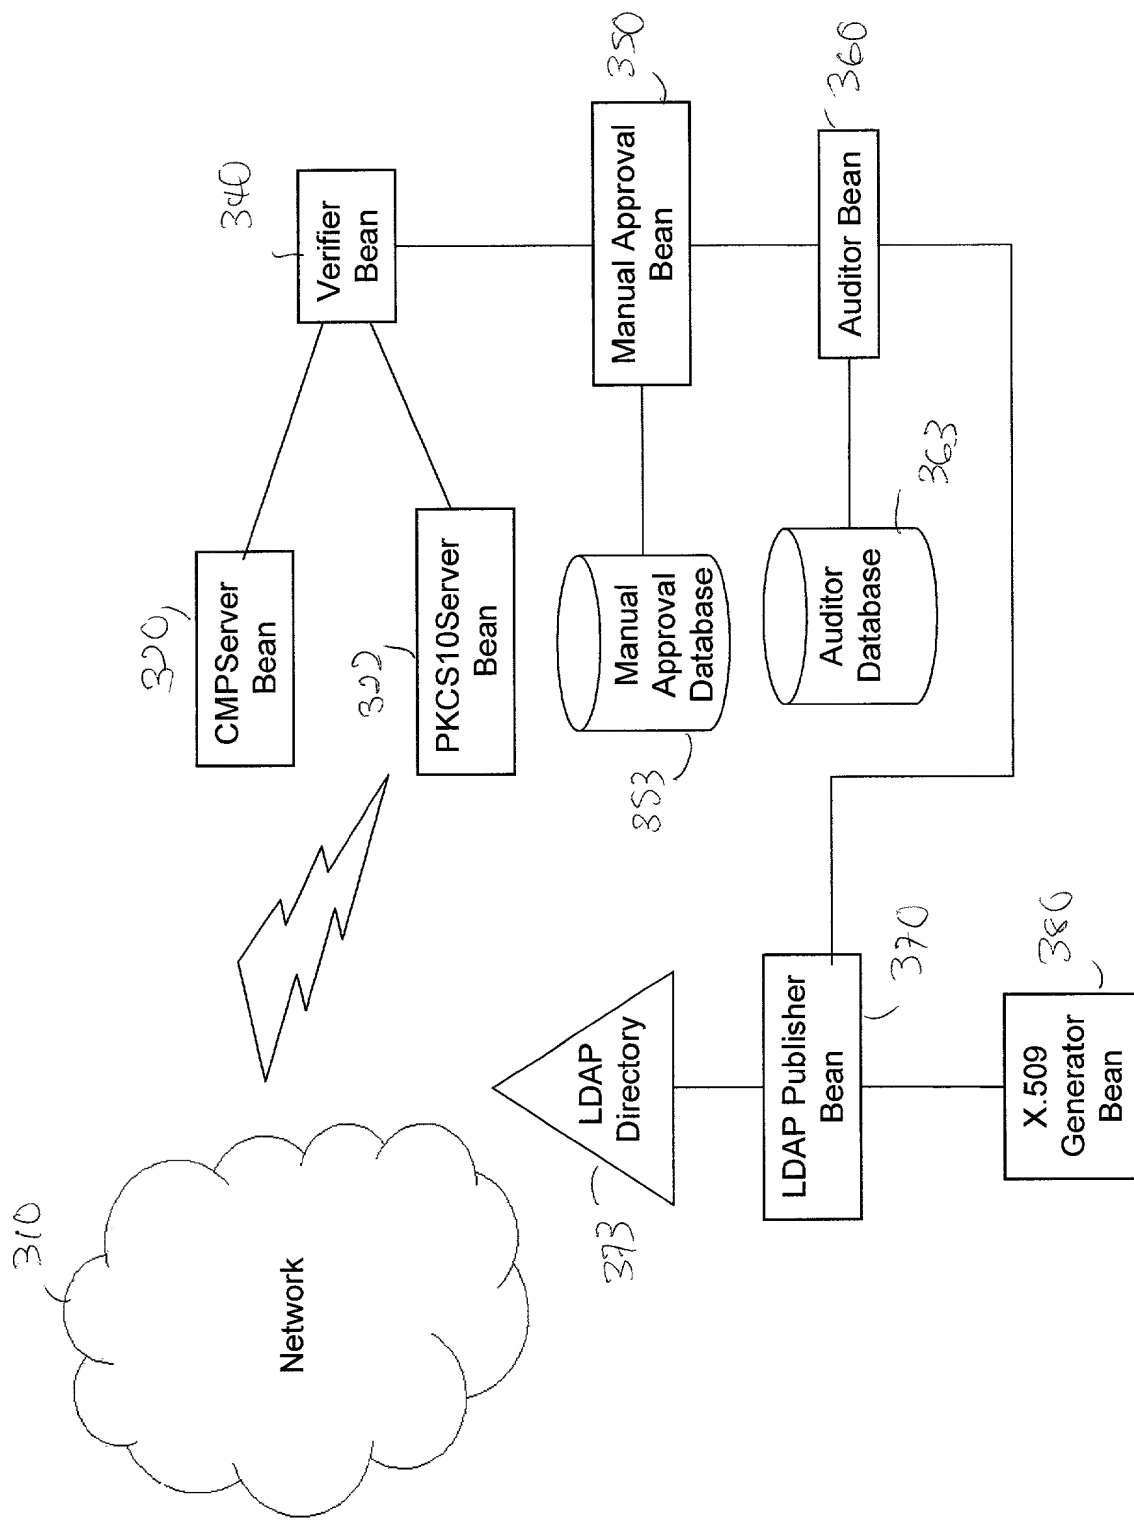 310
Network
320
CMPServer
Bean
322
PKCS10Server
Bean
340
Verifier
Bean
350
Manual Approval
Bean
353
Manual
Approval
Database
360
Auditor Bean
363
Auditor
Database
373
LDAP
Directory
370
LDAP Publisher
Bean
380
X.509
Generator
Bean